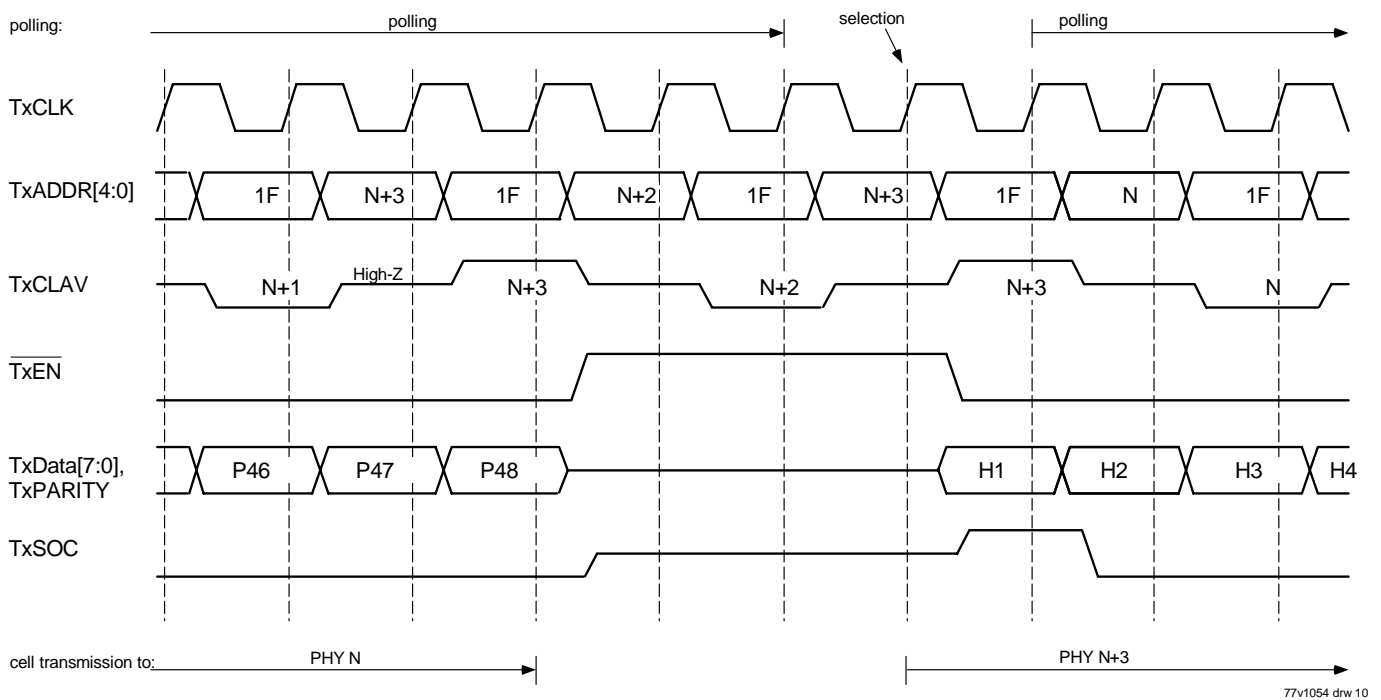 polling: polling selection polling
TxCLK
TxADDR[4:0] 1F N+3 1F N+2 1F N+3 1F N 1F
TxCLAV N+1 High-Z N+3 N+2 N+3 N
TxEN
TxData[7:0], TxPARITY P46 P47 P48 H1 H2 H3 H4
TxSOC
cell transmission to: PHY N PHY N+3
77v1054 drw 10